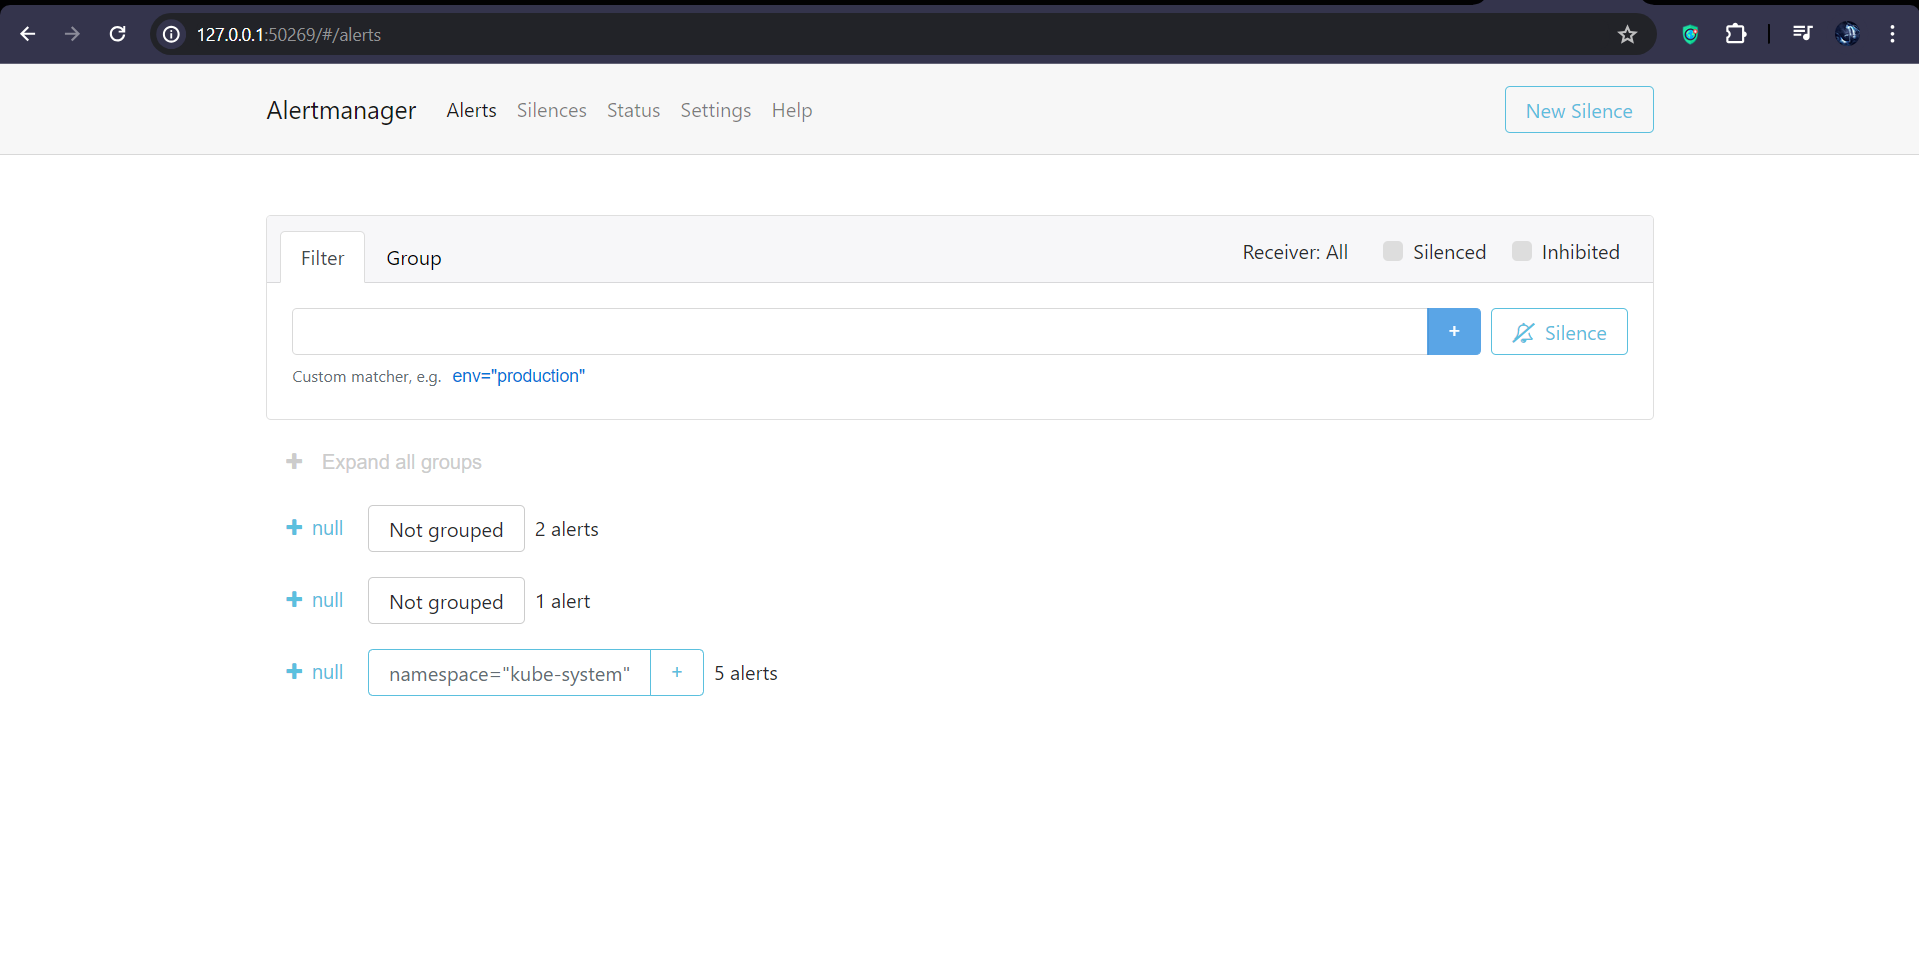 127.0.0.1:50269/#/alerts
Alertmanager Alerts Silences Status Settings Help New Silence
Filter Group Receiver: All Silenced Inhibited
+ Silence
Custom matcher, e.g. env="production"
+ Expand all groups
+ null Not grouped 2 alerts
+ null Not grouped 1 alert
+ null namespace="kube-system" + 5 alerts